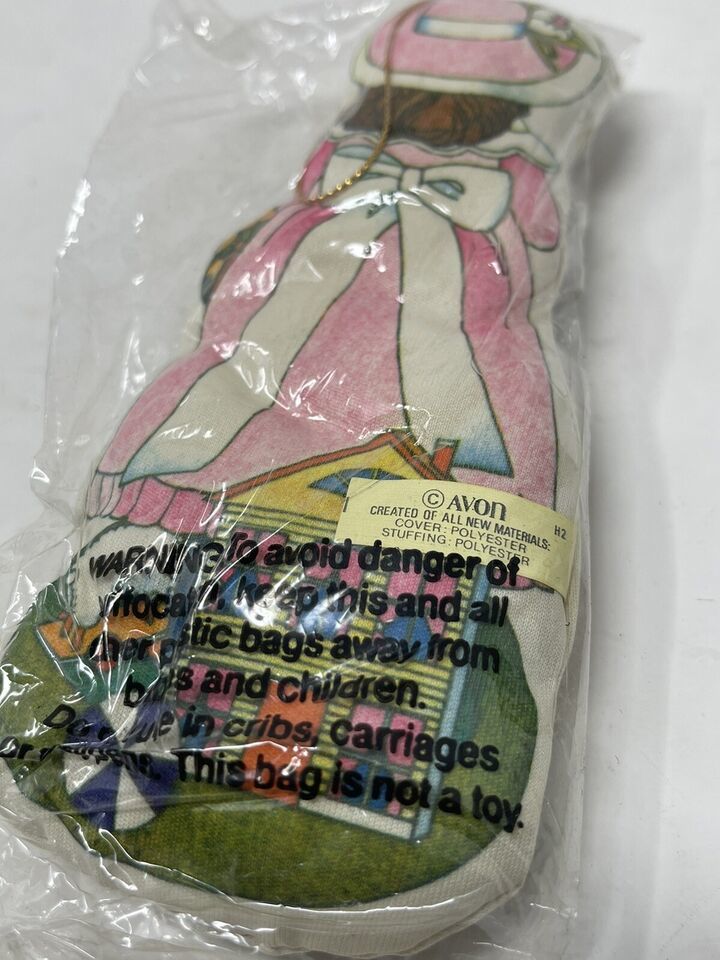 © AVON
CREATED OF ALL NEW MATERIALS:
COVER: POLYESTER
STUFFING: POLYESTER
H2
WARNING To avoid danger of
keep this and all
bags away from
and children.
in cribs, carriages
This bag is not a toy.